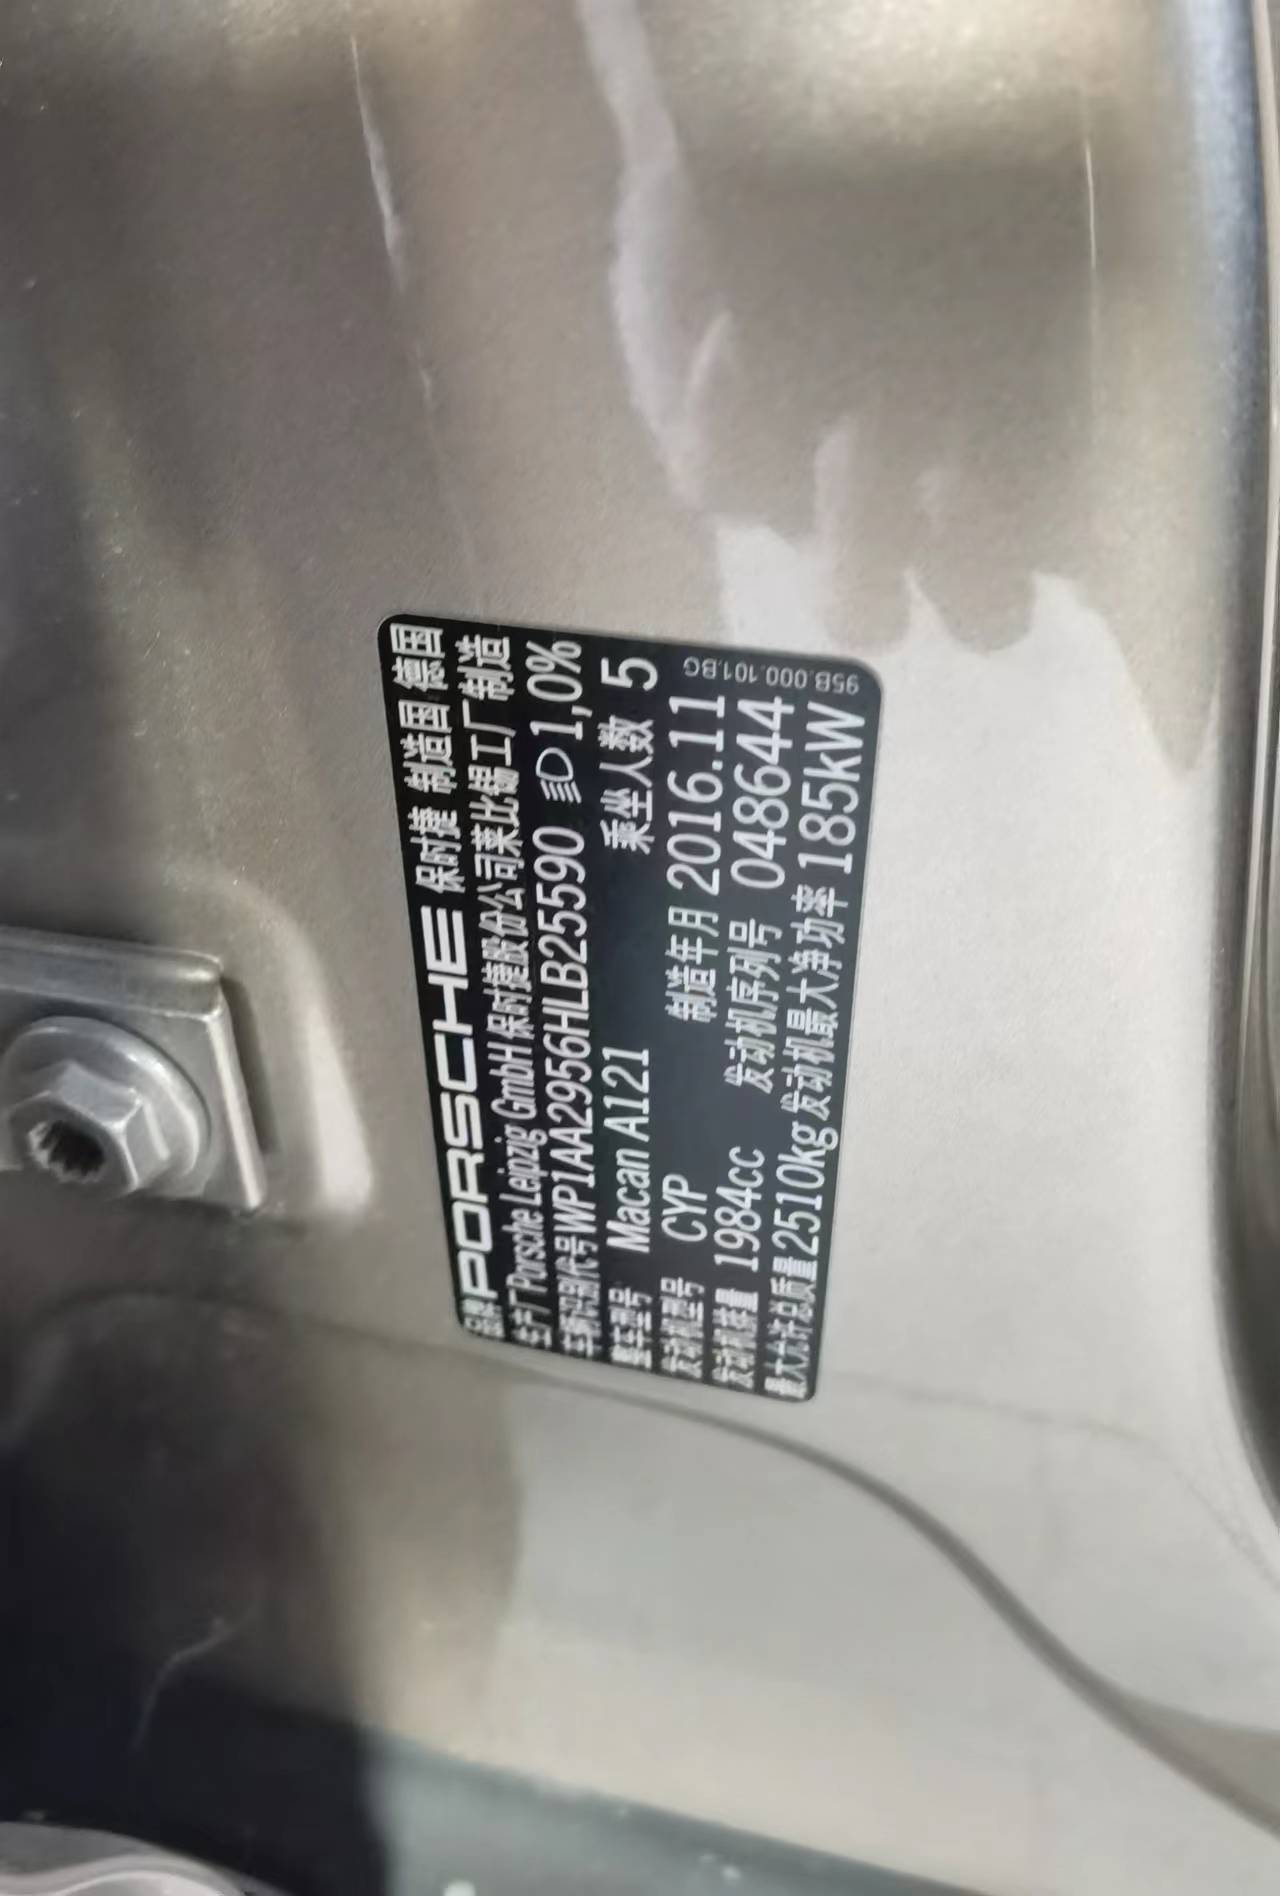 品牌 PORSCHE 保时捷 制造国 德国
生产厂 Porsche Leipzig GmbH 保时捷股份公司莱比锡工厂制造
车辆识别代号 WP1AA2956HLB25590 1,0%
整车型号 Macan A121 乘坐人数 5
发动机型号 CYP 制造年月 2016.11
发动机排量 1984cc 发动机序列号 048644
最大允许总质量 2510kg 发动机最大净功率 185kW
95B.000.101.BG